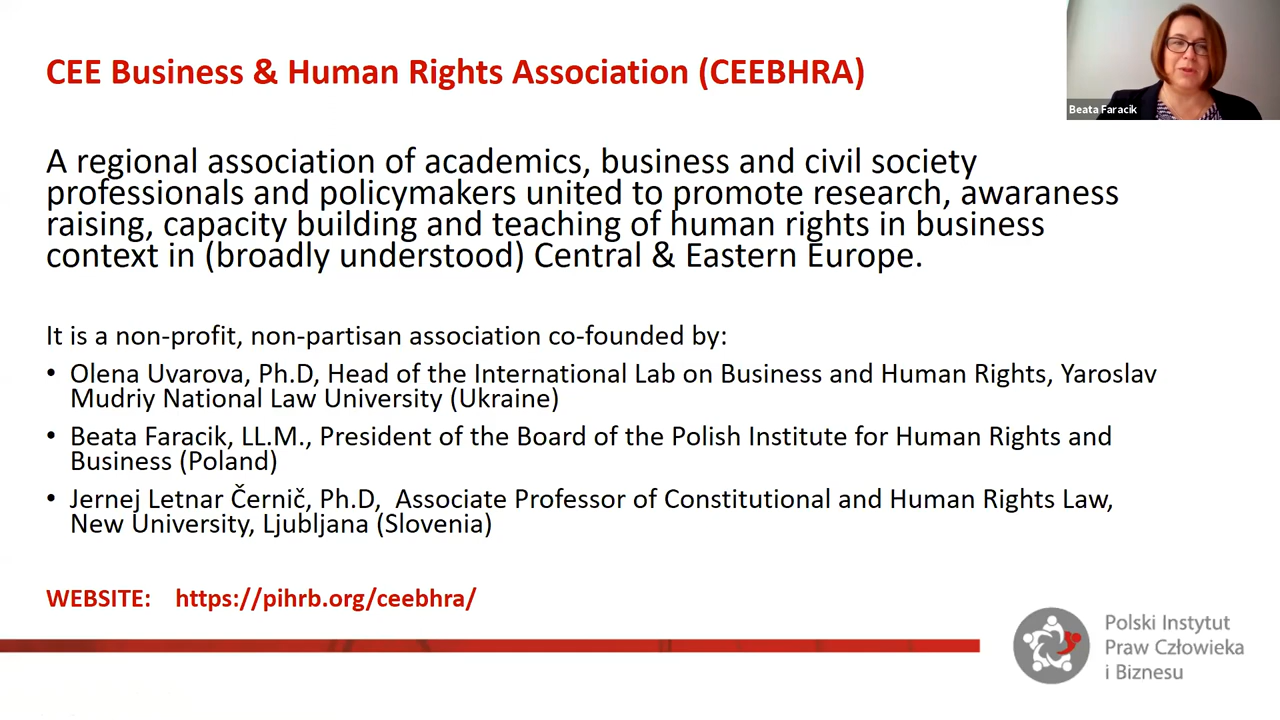 CEE Business & Human Rights Association (CEEBHRA)
Beata Faracik
A regional association of academics, business and civil society
professionals and policymakers united to promote research, awaraness
raising, capacity building and teaching of human rights in business
context in (broadly understood) Central & Eastern Europe.
It is a non-profit, non-partisan association co-founded by:
• Olena Uvarova, Ph.D, Head of the International Lab on Business and Human Rights, Yaroslav
Mudriy National Law University (Ukraine)
• Beata Faracik, LL.M., President of the Board of the Polish Institute for Human Rights and
Business (Poland)
• Jernej Letnar Černič, Ph.D, Associate Professor of Constitutional and Human Rights Law,
New University, Ljubljana (Slovenia)
WEBSITE: https://pihrb.org/ceebhra/
Polski Instytut
Praw Człowieka
i Biznesu